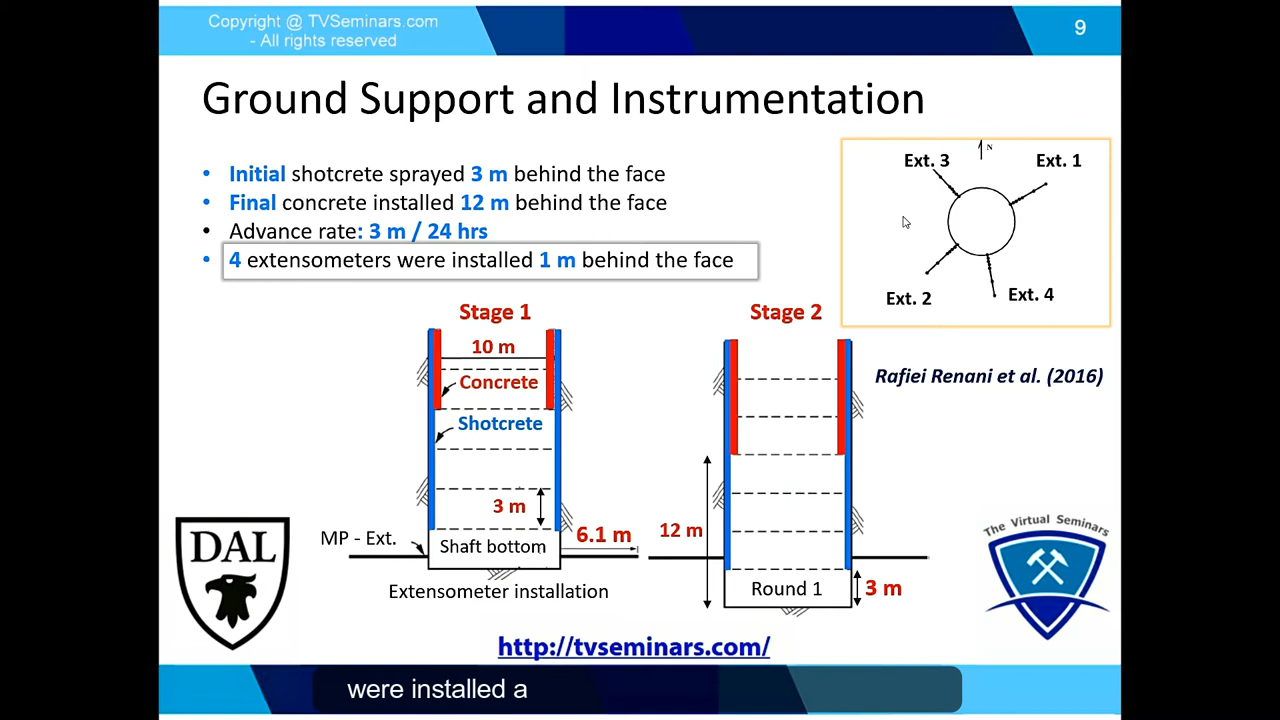 Copyright @ TVSeminars.com
- All rights reserved
9
Ground Support and Instrumentation
• Initial shotcrete sprayed 3 m behind the face
• Final concrete installed 12 m behind the face
• Advance rate: 3 m / 24 hrs
• 4 extensometers were installed 1 m behind the face
N
Ext. 3
Ext. 1
Ext. 2
Ext. 4
Stage 1
Stage 2
10 m
Concrete
Shotcrete
3 m
MP - Ext.
Shaft bottom
6.1 m
Extensometer installation
12 m
Round 1
3 m
Rafiei Renani et al. (2016)
DAL
The Virtual Seminars
http://tvseminars.com/
were installed a